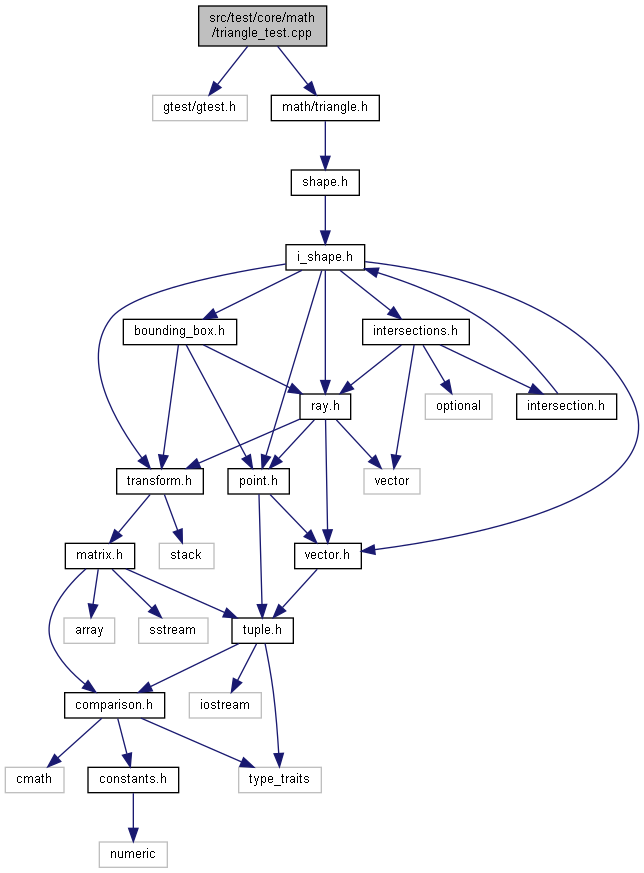 src/test/core/math
/triangle_test.cpp
gtest/gtest.h
math/triangle.h
shape.h
i_shape.h
bounding_box.h
intersections.h
ray.h
optional
intersection.h
transform.h
point.h
vector
matrix.h
stack
vector.h
array
sstream
tuple.h
comparison.h
iostream
cmath
constants.h
type_traits
numeric